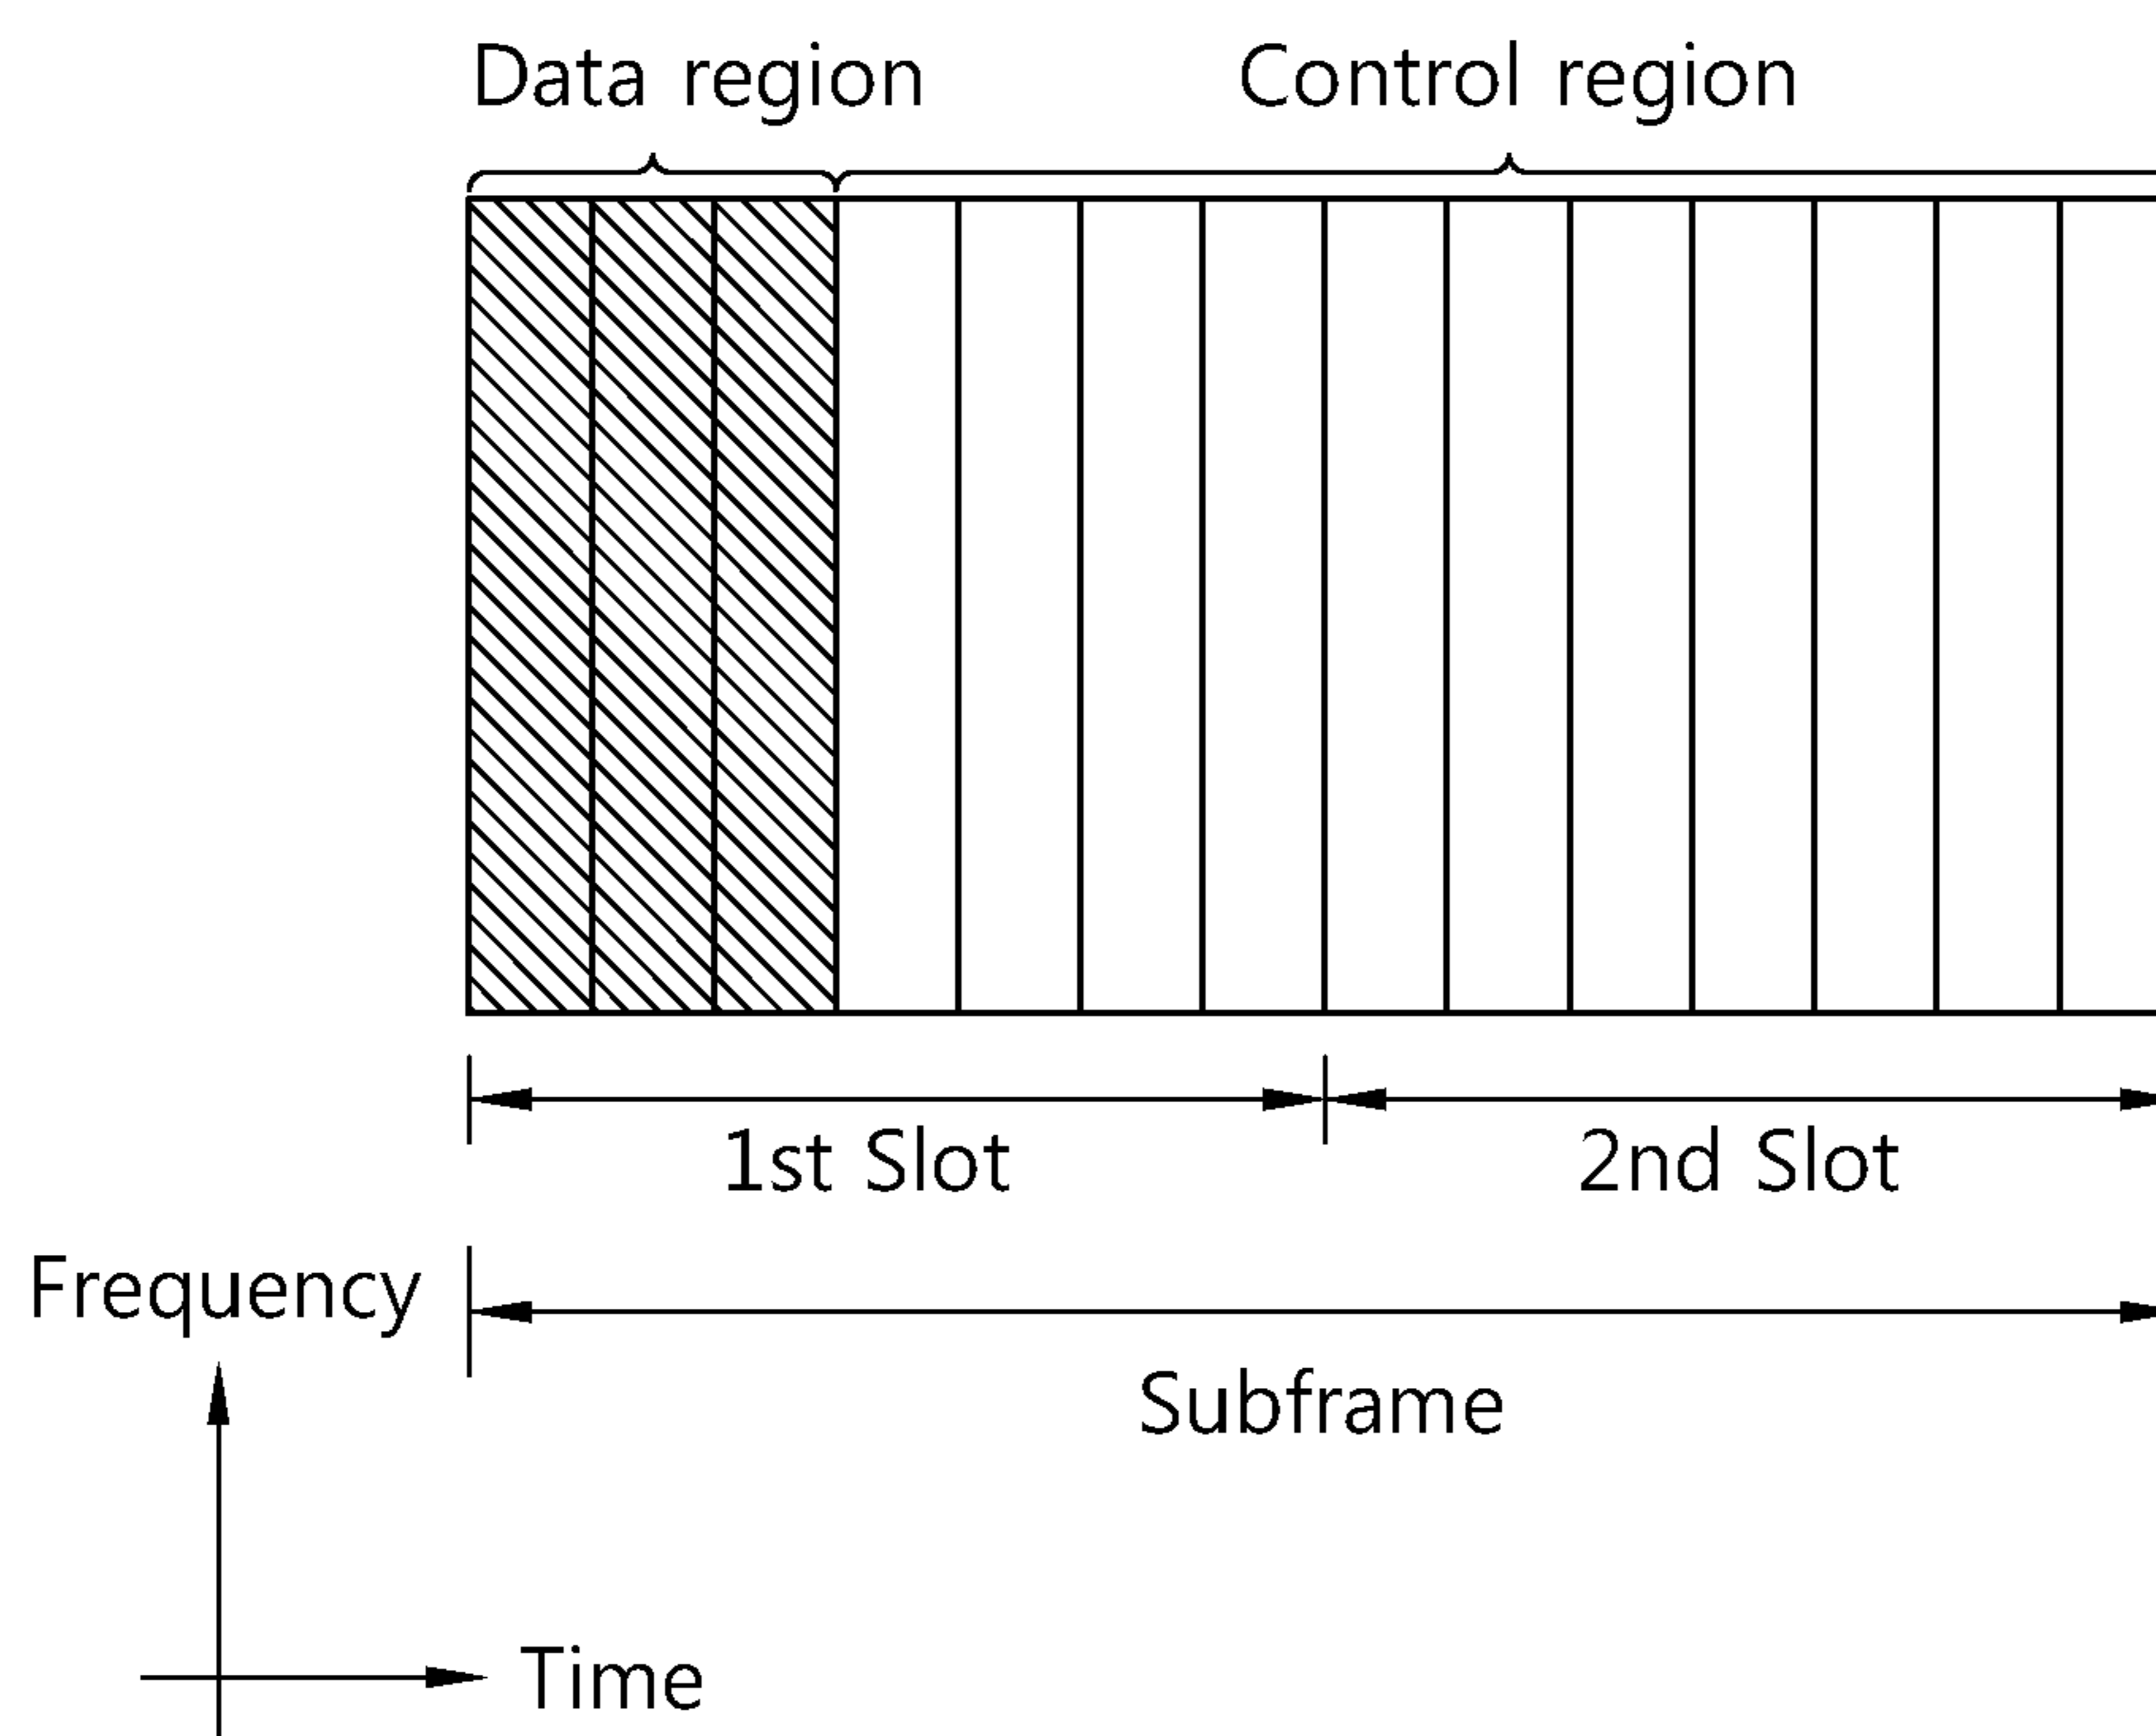 Data region
Control region
1st Slot
2nd Slot
Frequency
Subframe
Time